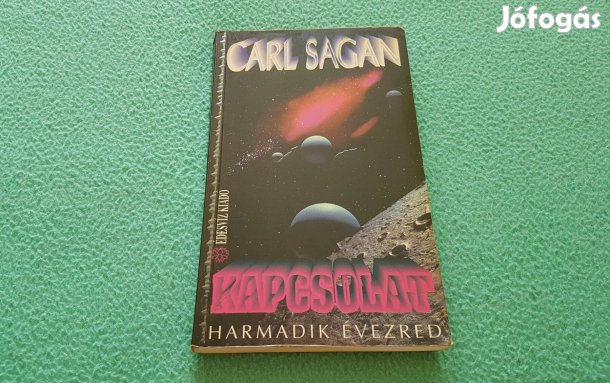 Jófogás
CARL SAGAN
ÉDESVÍZ KIADÓ
KAPCSOLAT
HARMADIK ÉVEZRED